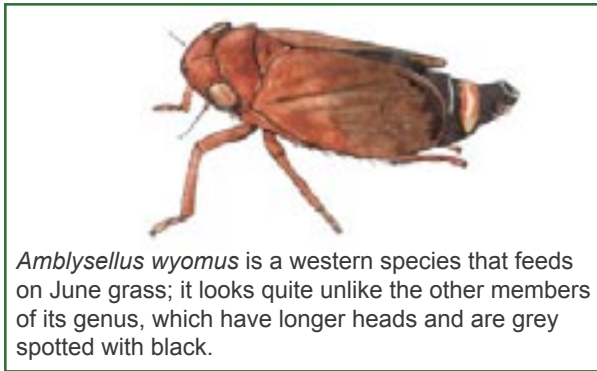 Amblysellus wyomus is a western species that feeds
on June grass; it looks quite unlike the other members
of its genus, which have longer heads and are grey
spotted with black.